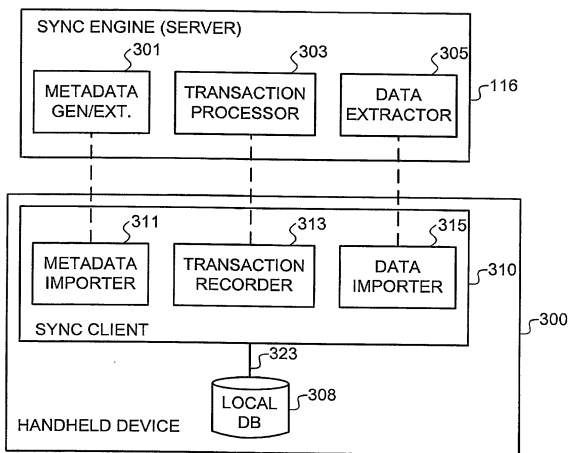 SYNC ENGINE (SERVER)
301
303
305
METADATA
GEN/EXT.
TRANSACTION
PROCESSOR
DATA
EXTRACTOR
116
311
313
315
METADATA
IMPORTER
TRANSACTION
RECORDER
DATA
IMPORTER
310
SYNC CLIENT
300
323
LOCAL
DB
308
HANDHELD DEVICE